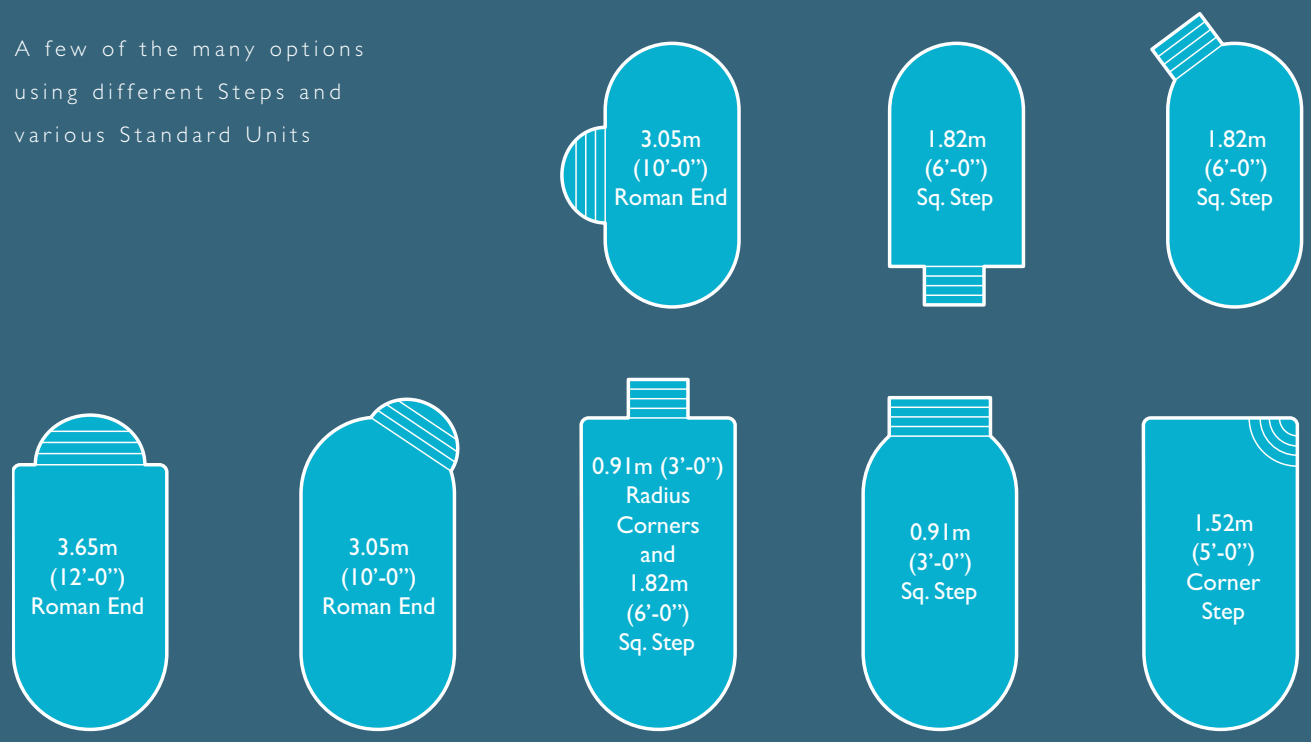 A few of the many options
using different Steps and
various Standard Units
3.05m
(10’-0”)
Roman End
1.82m
(6’-0”)
Sq. Step
1.82m
(6’-0”)
Sq. Step
3.65m
(12’-0”)
Roman End
3.05m
(10’-0”)
Roman End
0.91m (3’-0”)
Radius
Corners
and
1.82m
(6’-0”)
Sq. Step
0.91m
(3’-0”)
Sq. Step
1.52m
(5’-0”)
Corner
Step